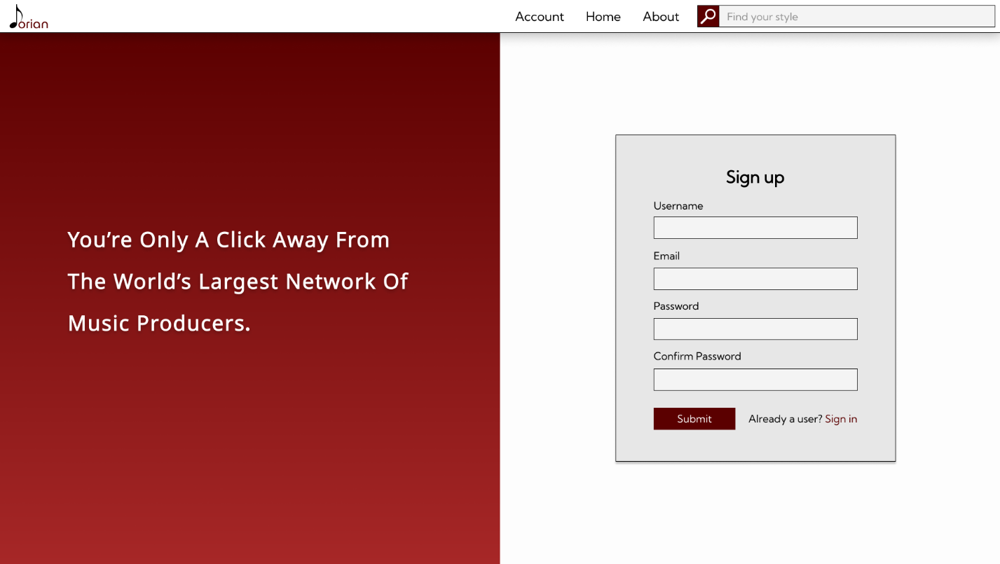 Dorian
Account Home About Find your style
You’re Only A Click Away From
The World’s Largest Network Of
Music Producers.
Sign up
Username
Email
Password
Confirm Password
Submit Already a user? Sign in